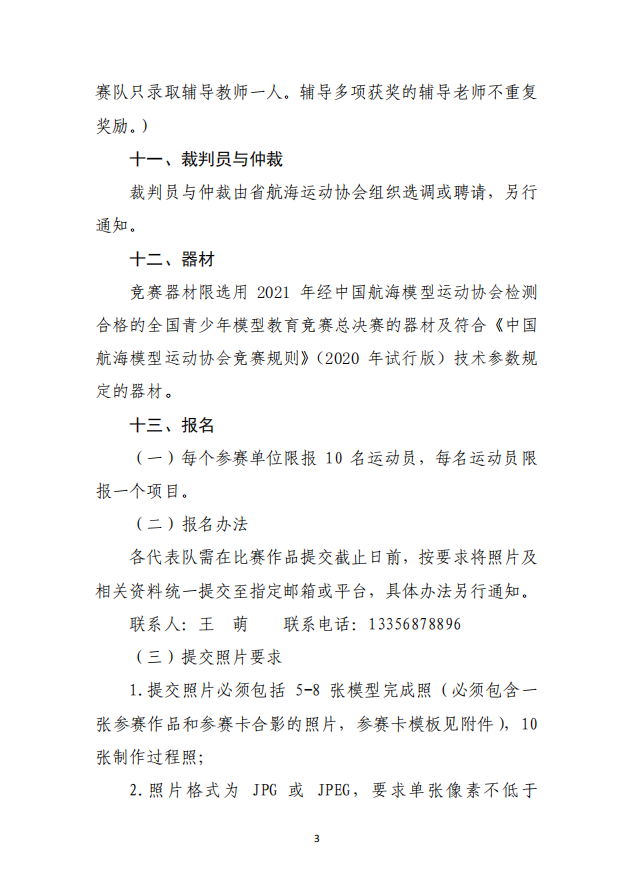 赛队只录取辅导教师一人。辅导多项获奖的辅导老师不重复
奖励。)
十一、裁判员与仲裁
裁判员与仲裁由省航海运动协会组织选调或聘请，另行
通知。
十二、器材
竞赛器材限选用 2021 年经中国航海模型运动协会检测
合格的全国青少年模型教育竞赛总决赛的器材及符合《中国
航海模型运动协会竞赛规则》（2020 年试行版）技术参数规
定的器材。
十三、报名
（一）每个参赛单位限报 10 名运动员，每名运动员限
报一个项目。
（二）报名办法
各代表队需在比赛作品提交截止日前，按要求将照片及
相关资料统一提交至指定邮箱或平台，具体办法另行通知。
联系人：王　萌　　联系电话：13356878896
（三）提交照片要求
1.提交照片必须包括 5-8 张模型完成照（必须包含一
张参赛作品和参赛卡合影的照片，参赛卡模板见附件），10
张制作过程照；
2.照片格式为 JPG 或 JPEG，要求单张像素不低于
3